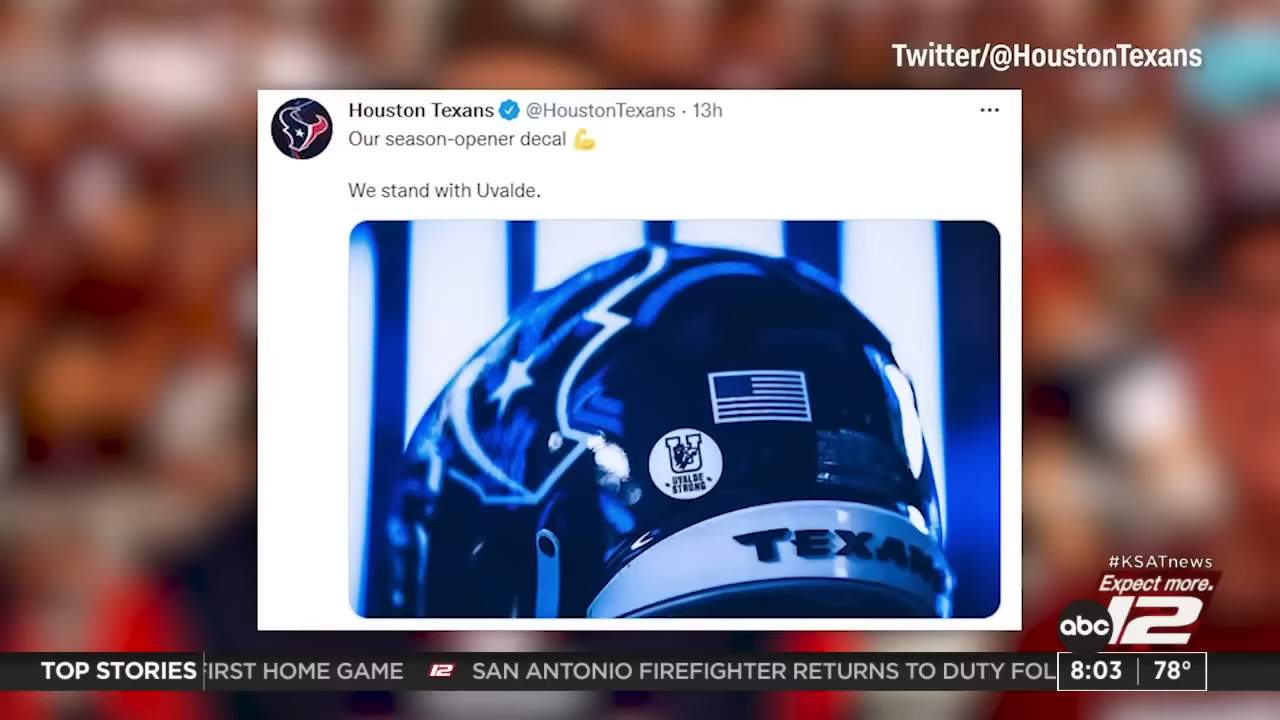 Twitter/@HoustonTexans
Houston Texans @HoustonTexans · 13h
Our season-opener decal 💪
We stand with Uvalde.
U
UVALDE
STRONG
TEXAN
#KSATnews
Expect more.
abc 12
TOP STORIES IRST HOME GAME 12 SAN ANTONIO FIREFIGHTER RETURNS TO DUTY FOL 8:03 78°